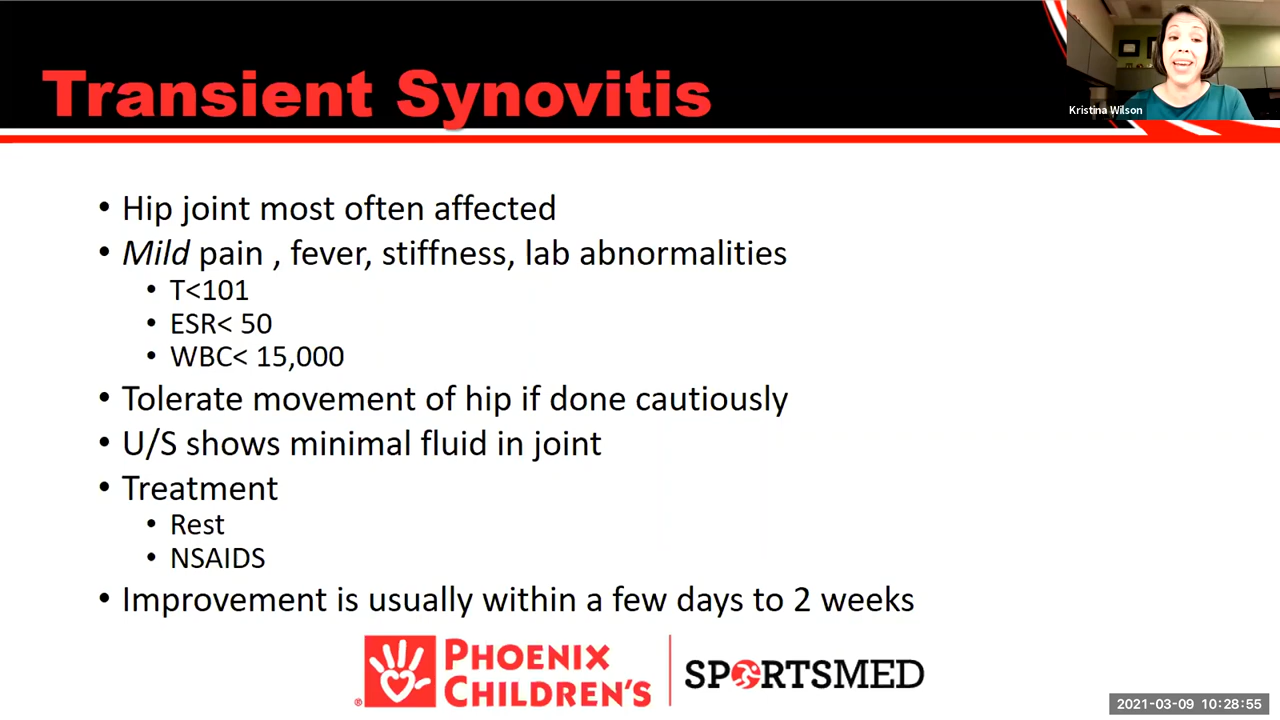 Transient Synovitis
Kristina Wilson
• Hip joint most often affected
• Mild pain , fever, stiffness, lab abnormalities
• T<101
• ESR< 50
• WBC< 15,000
• Tolerate movement of hip if done cautiously
• U/S shows minimal fluid in joint
• Treatment
• Rest
• NSAIDS
• Improvement is usually within a few days to 2 weeks
PHOENIX
CHILDREN'S
®
SPORTSMED
2021-03-09 10:28:55